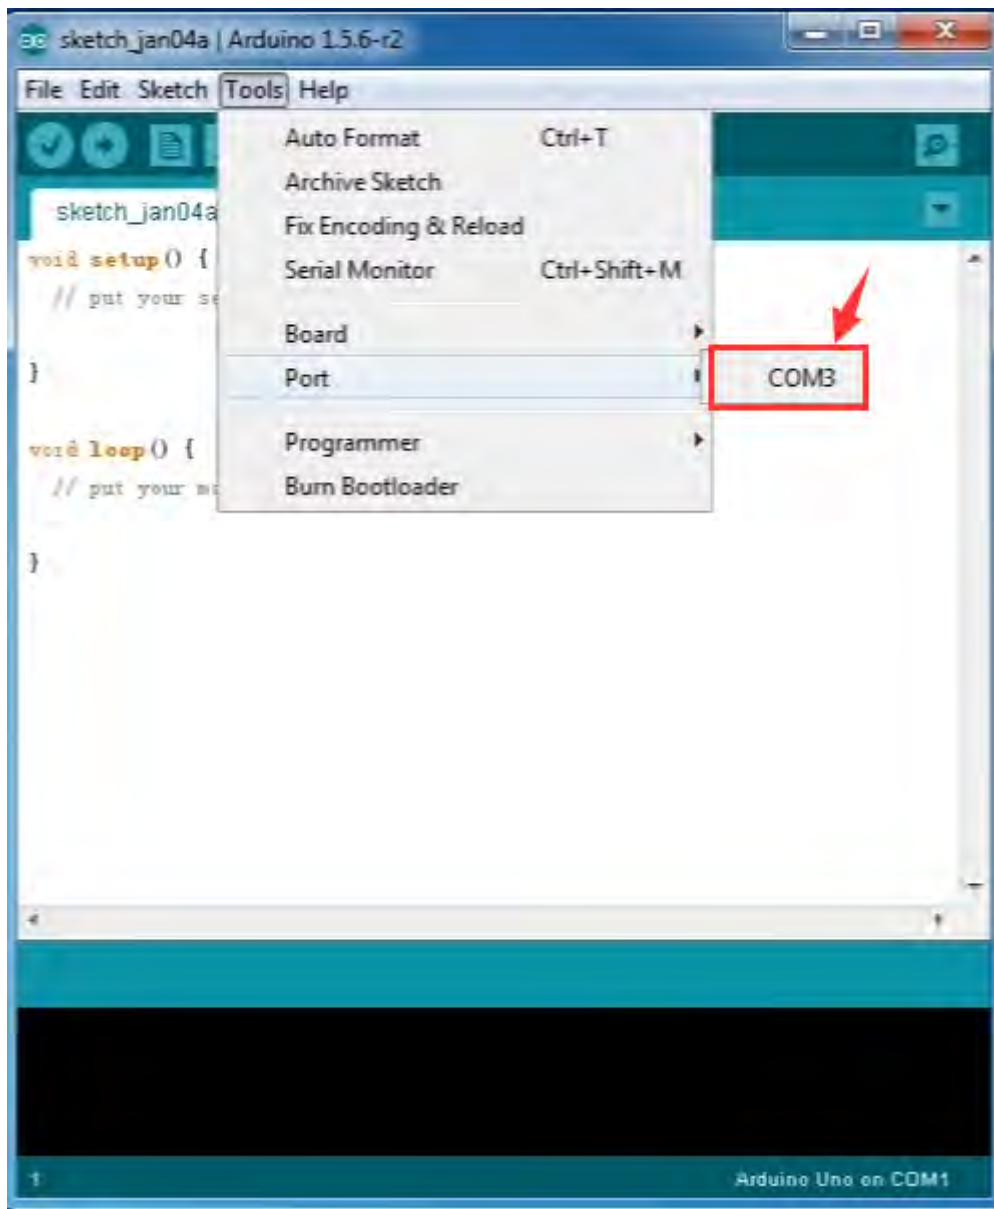 sketch_jan04a | Arduino 1.5.6-r2
File Edit Sketch Tools Help
Auto Format Ctrl+T
Archive Sketch
sketch_jan04a
Fix Encoding & Reload
void setup() {
Serial Monitor Ctrl+Shift+M
// put your se
Board
}
Port COM3
Programmer
void loop() {
// put your
Burn Bootloader
}
1 Arduino Uno on COM1